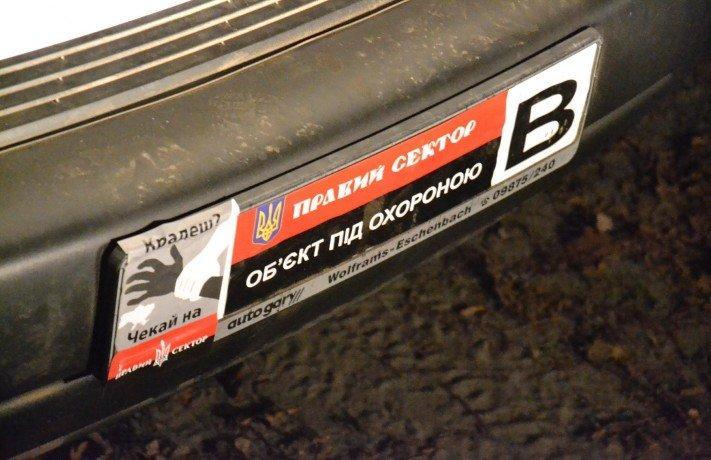 Крадеш?
Чекай на
ПРАВИЙ СЕКТОР
ПРАВИЙ СЕКТОР
ОБ'ЄКТ ПІД ОХОРОНОЮ
B
autogary Wolframs-Eschenbach 09875/240